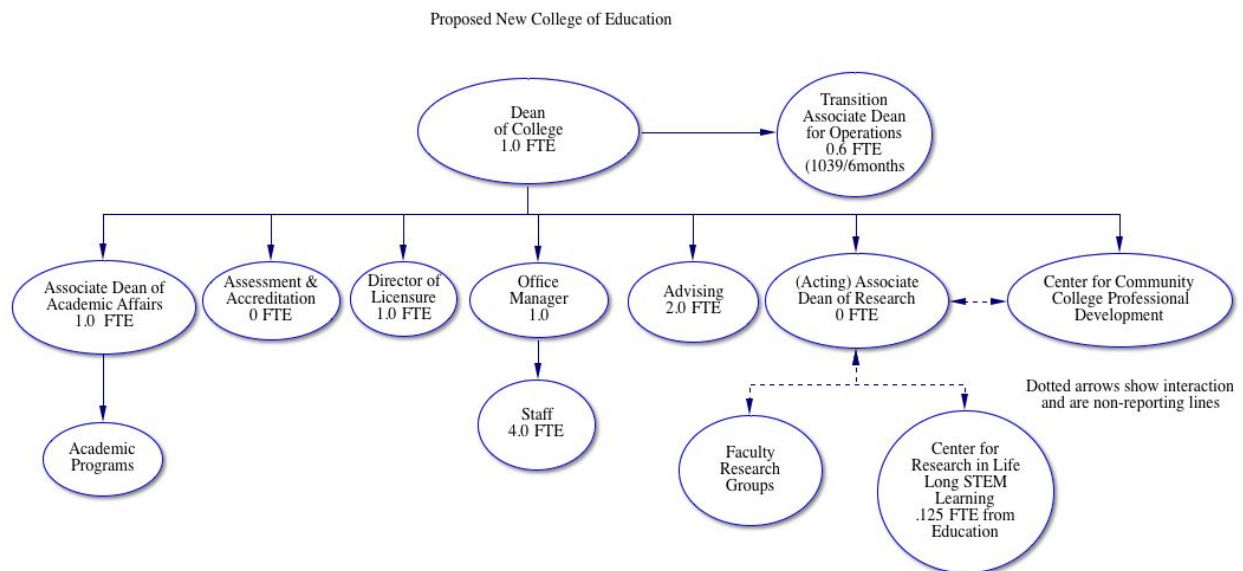 Proposed New College of Education
Dean
of College
1.0 FTE
Transition
Associate Dean
for Operations
0.6 FTE
(1039/6months
Associate Dean of
Academic Affairs
1.0 FTE
Assessment &
Accreditation
0 FTE
Director of
Licensure
1.0 FTE
Office
Manager
1.0
Advising
2.0 FTE
(Acting) Associate
Dean of Research
0 FTE
Center for Community
College Professional
Development
Dotted arrows show interaction
and are non-reporting lines
Academic
Programs
Staff
4.0 FTE
Faculty
Research
Groups
Center for
Research in Life
Long STEM
Learning
.125 FTE from
Education